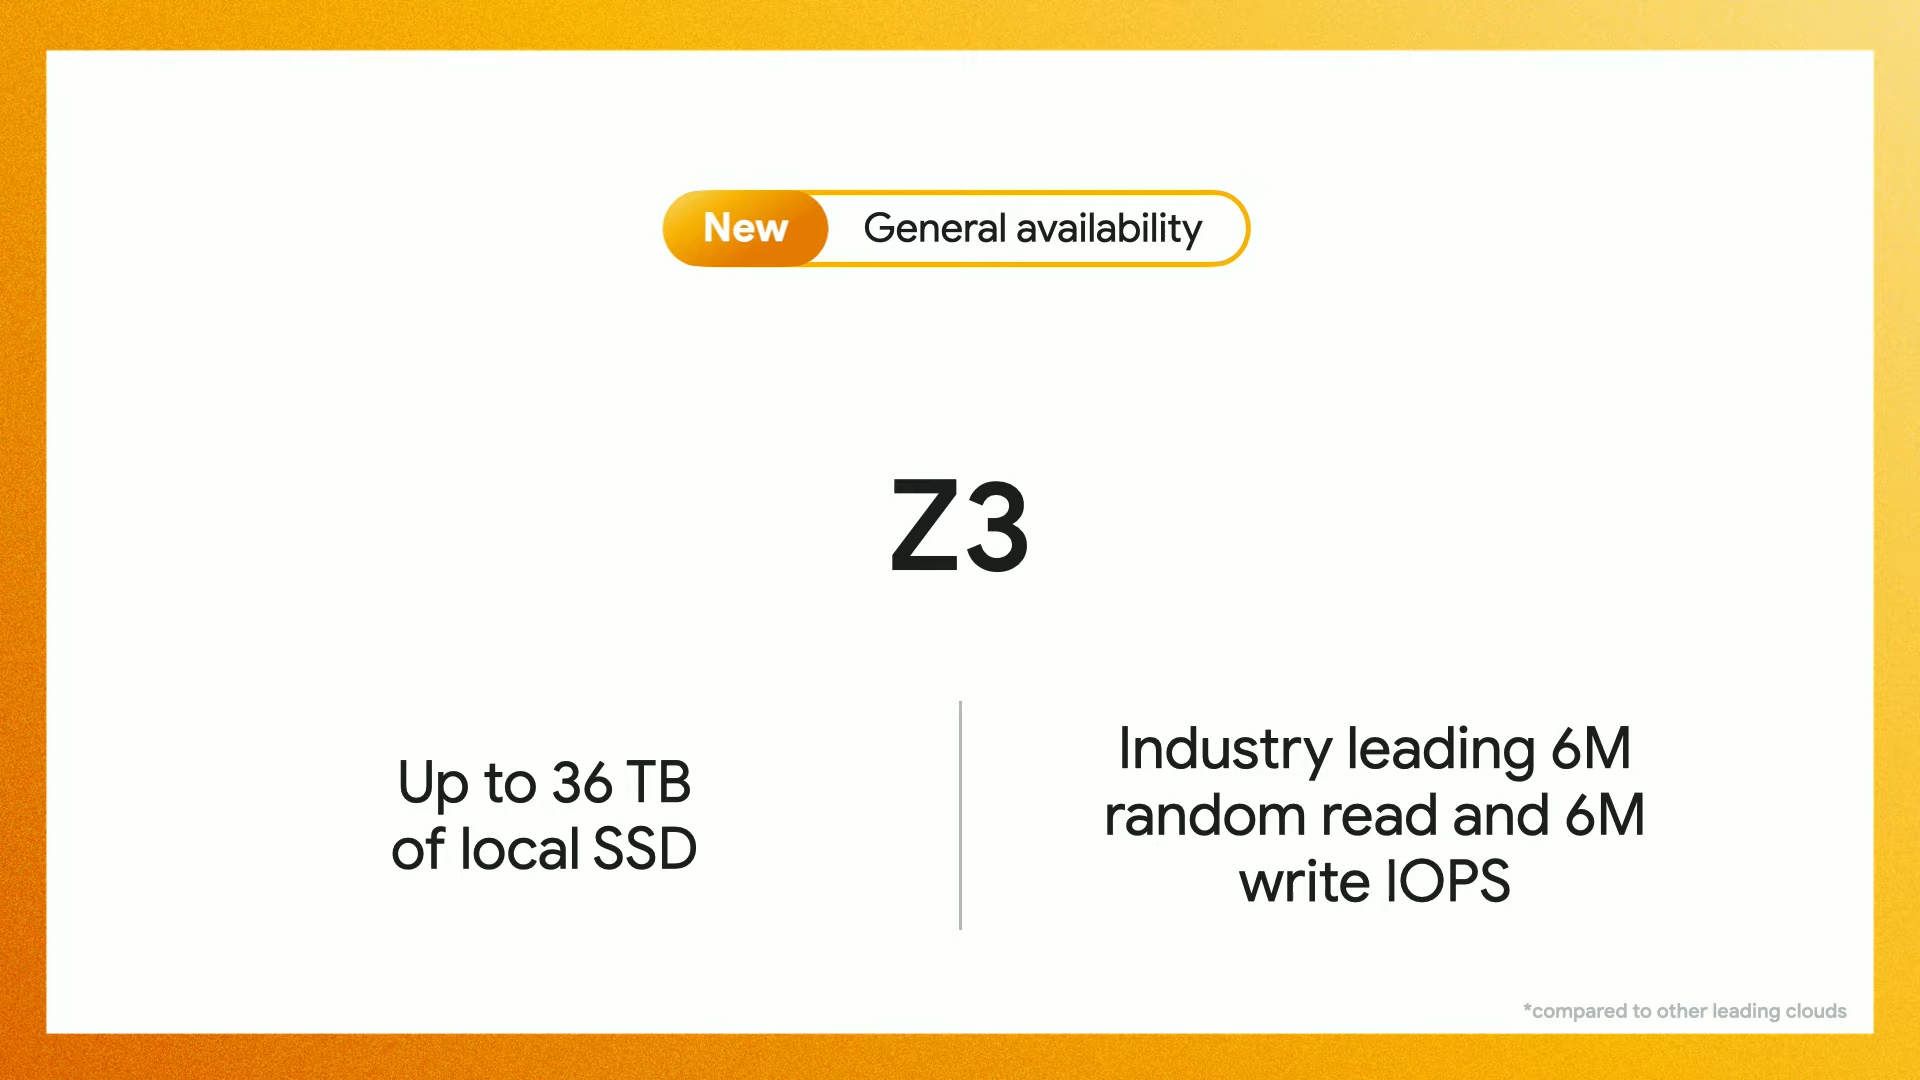 New General availability
Z3
Up to 36 TB
of local SSD
Industry leading 6M
random read and 6M
write IOPS
*compared to other leading clouds